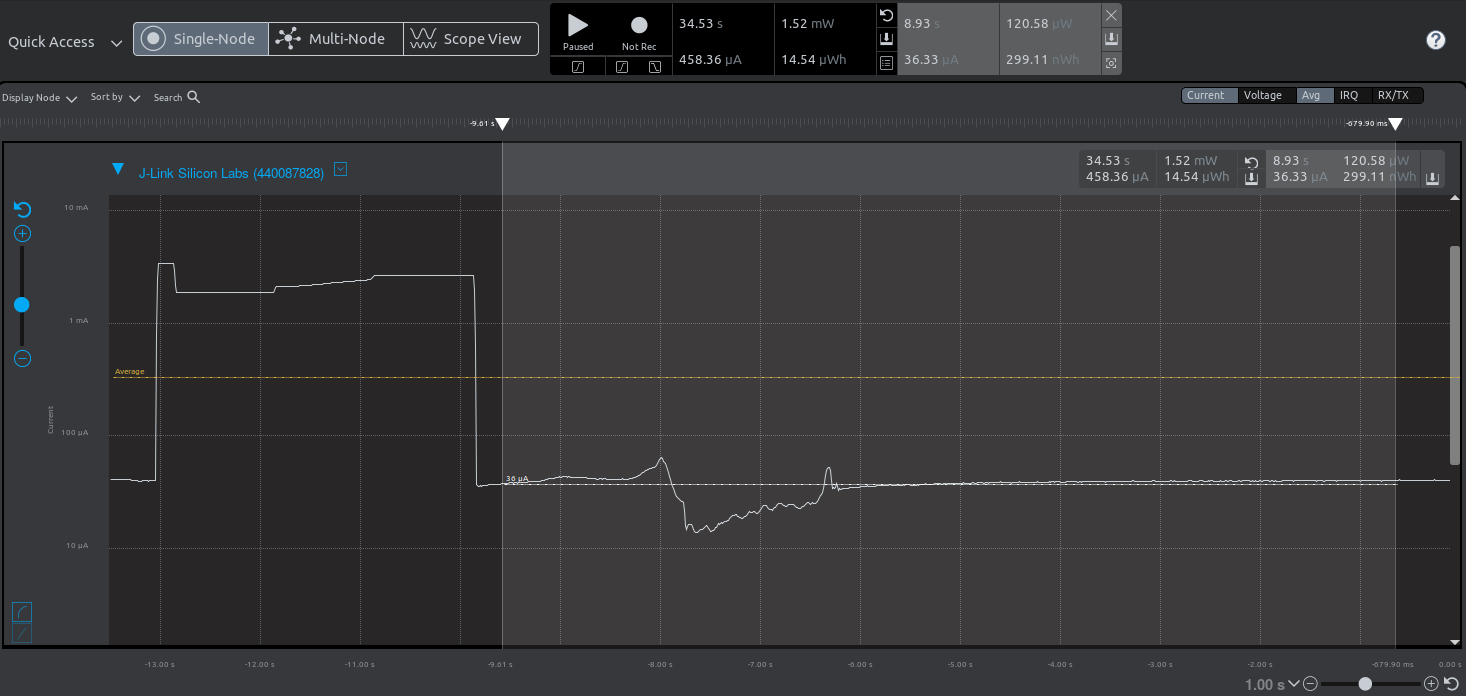 Quick Access
Single-Node
Multi-Node
Scope View
Paused
Not Rec
34.53 s
1.52 mW
458.36 µA
14.54 µWh
8.93 s
120.58 µW
36.33 µA
299.11 nWh
?
Display Node
Sort by
Search
Current
Voltage
Avg
IRQ
RX/TX
-9.61 s
-679.90 ms
J-Link Silicon Labs (440087828)
34.53 s
1.52 mW
458.36 µA
14.54 µWh
8.93 s
120.58 µW
36.33 µA
299.11 nWh
10 mA
1 mA
Average
Current
100 µA
36 µA
10 µA
-13.00 s
-12.00 s
-11.00 s
-9.61 s
-8.00 s
-7.00 s
-6.00 s
-5.00 s
-4.00 s
-3.00 s
-2.00 s
-679.90 ms
0.00 s
1.00 s